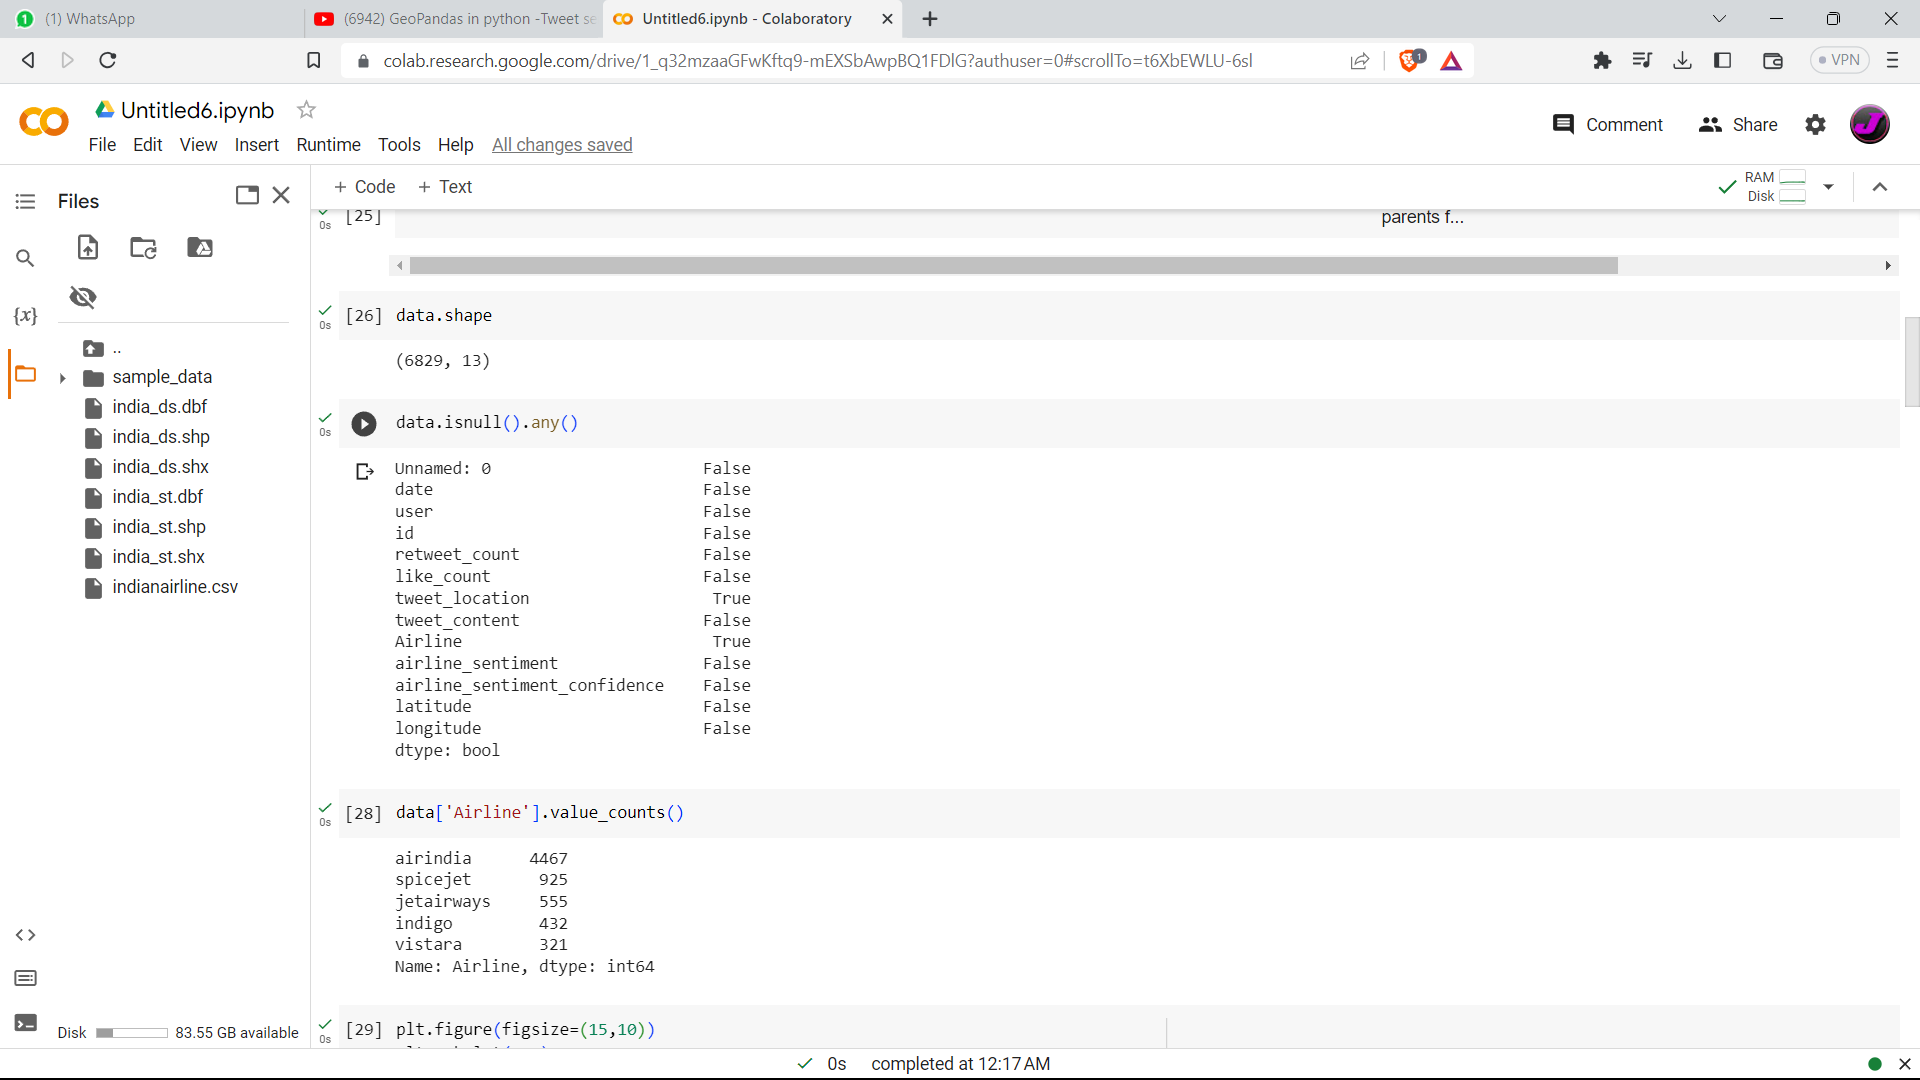 (1) WhatsApp
(6942) GeoPandas in python -Tweet se
Untitled6.ipynb - Colaboratory
colab.research.google.com/drive/1_q32mzaaGFwKftq9-mEXSbAwpBQ1FDlG?authuser=0#scrollTo=t6XbEWLU-6sl
1
VPN
Untitled6.ipynb
File Edit View Insert Runtime Tools Help All changes saved
Comment
Share
J
Files
+ Code + Text
RAM
Disk
..
sample_data
india_ds.dbf
india_ds.shp
india_ds.shx
india_st.dbf
india_st.shp
india_st.shx
indianairline.csv
{x}
Disk 83.55 GB available
0s [25] parents f...
0s [26] data.shape
(6829, 13)
0s data.isnull().any()
Unnamed: 0 False
date False
user False
id False
retweet_count False
like_count False
tweet_location True
tweet_content False
Airline True
airline_sentiment False
airline_sentiment_confidence False
latitude False
longitude False
dtype: bool
0s [28] data['Airline'].value_counts()
airindia 4467
spicejet 925
jetairways 555
indigo 432
vistara 321
Name: Airline, dtype: int64
0s [29] plt.figure(figsize=(15,10))
0s completed at 12:17 AM